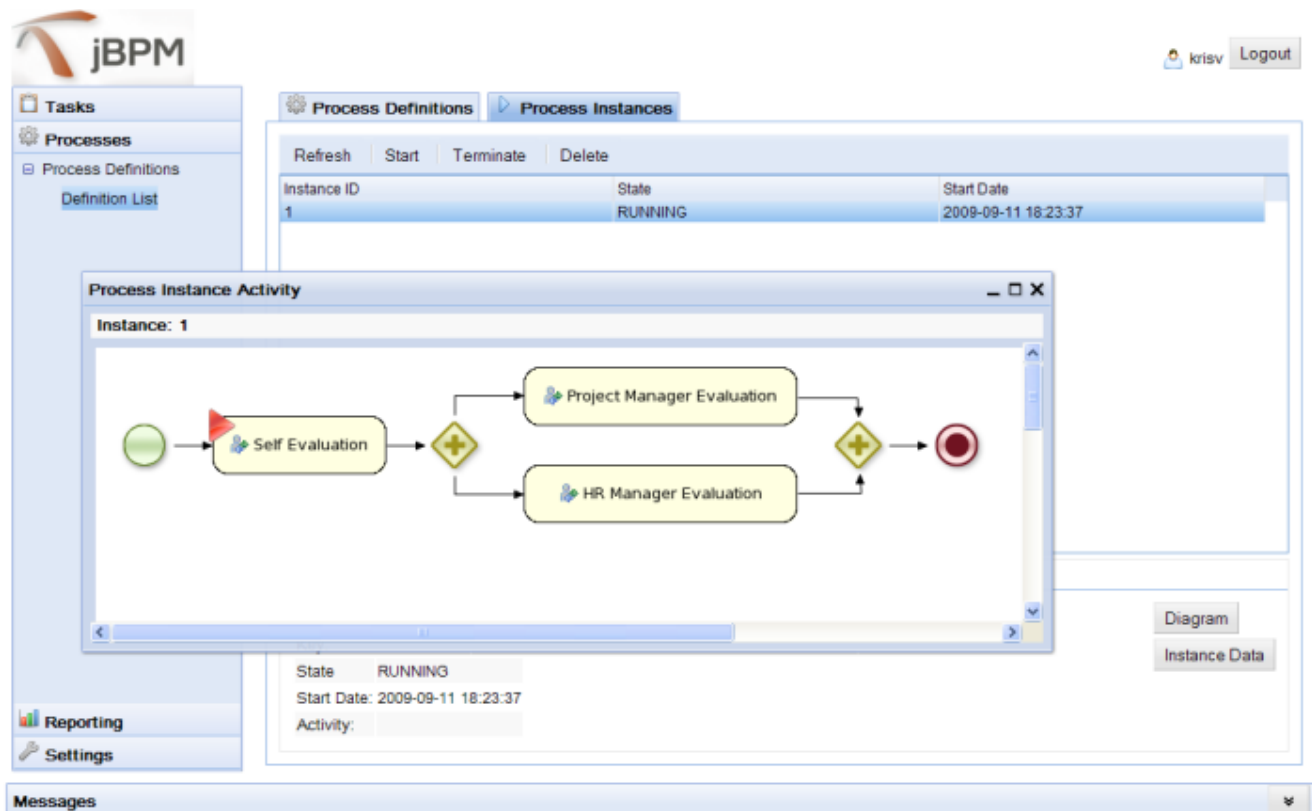 jBPM
krisv Logout
Tasks
Processes
Process Definitions
Definition List
Reporting
Settings
Process Definitions Process Instances
Refresh Start Terminate Delete
Instance ID State Start Date
1 RUNNING 2009-09-11 18:23:37
Process Instance Activity
Instance: 1
Project Manager Evaluation
Self Evaluation
HR Manager Evaluation
Diagram
Instance Data
State RUNNING
Start Date: 2009-09-11 18:23:37
Activity:
Messages